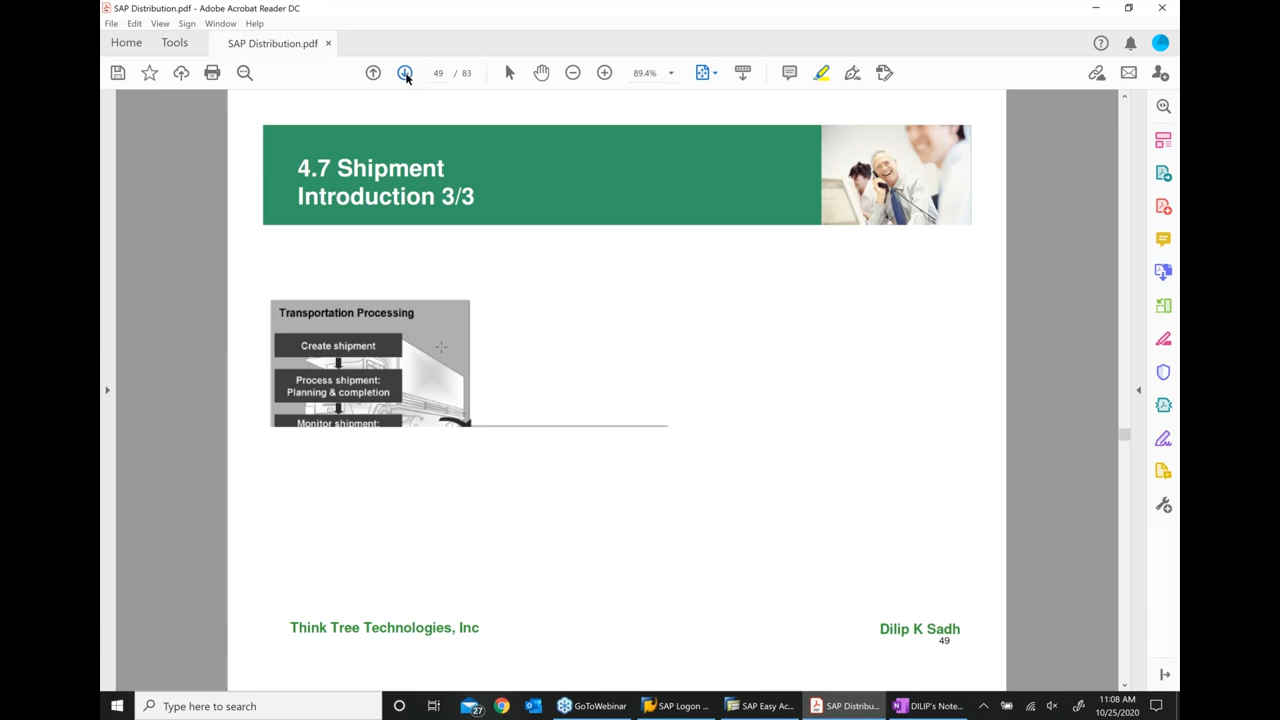 SAP Distribution.pdf - Adobe Acrobat Reader DC
File Edit View Sign Window Help
Home Tools SAP Distribution.pdf ×
49 / 83 89.4%
4.7 Shipment
Introduction 3/3
Transportation Processing
Create shipment
Process shipment:
Planning & completion
Monitor shipment:
Think Tree Technologies, Inc
Dilip K Sadh
49
Type here to search
27
GoToWebinar
SAP Logon ...
SAP Easy Ac...
SAP Distribu...
DILIP's Note...
11:08 AM
10/25/2020